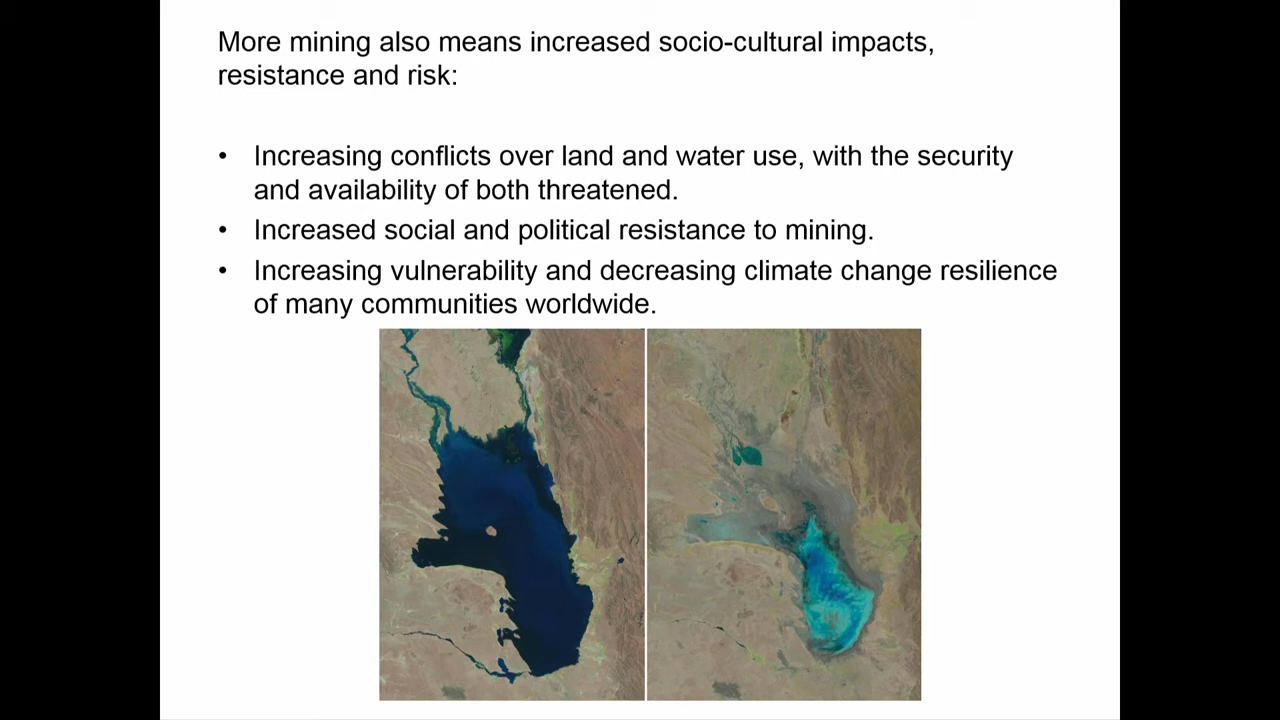 More mining also means increased socio-cultural impacts,
resistance and risk:
• Increasing conflicts over land and water use, with the security
and availability of both threatened.
• Increased social and political resistance to mining.
• Increasing vulnerability and decreasing climate change resilience
of many communities worldwide.